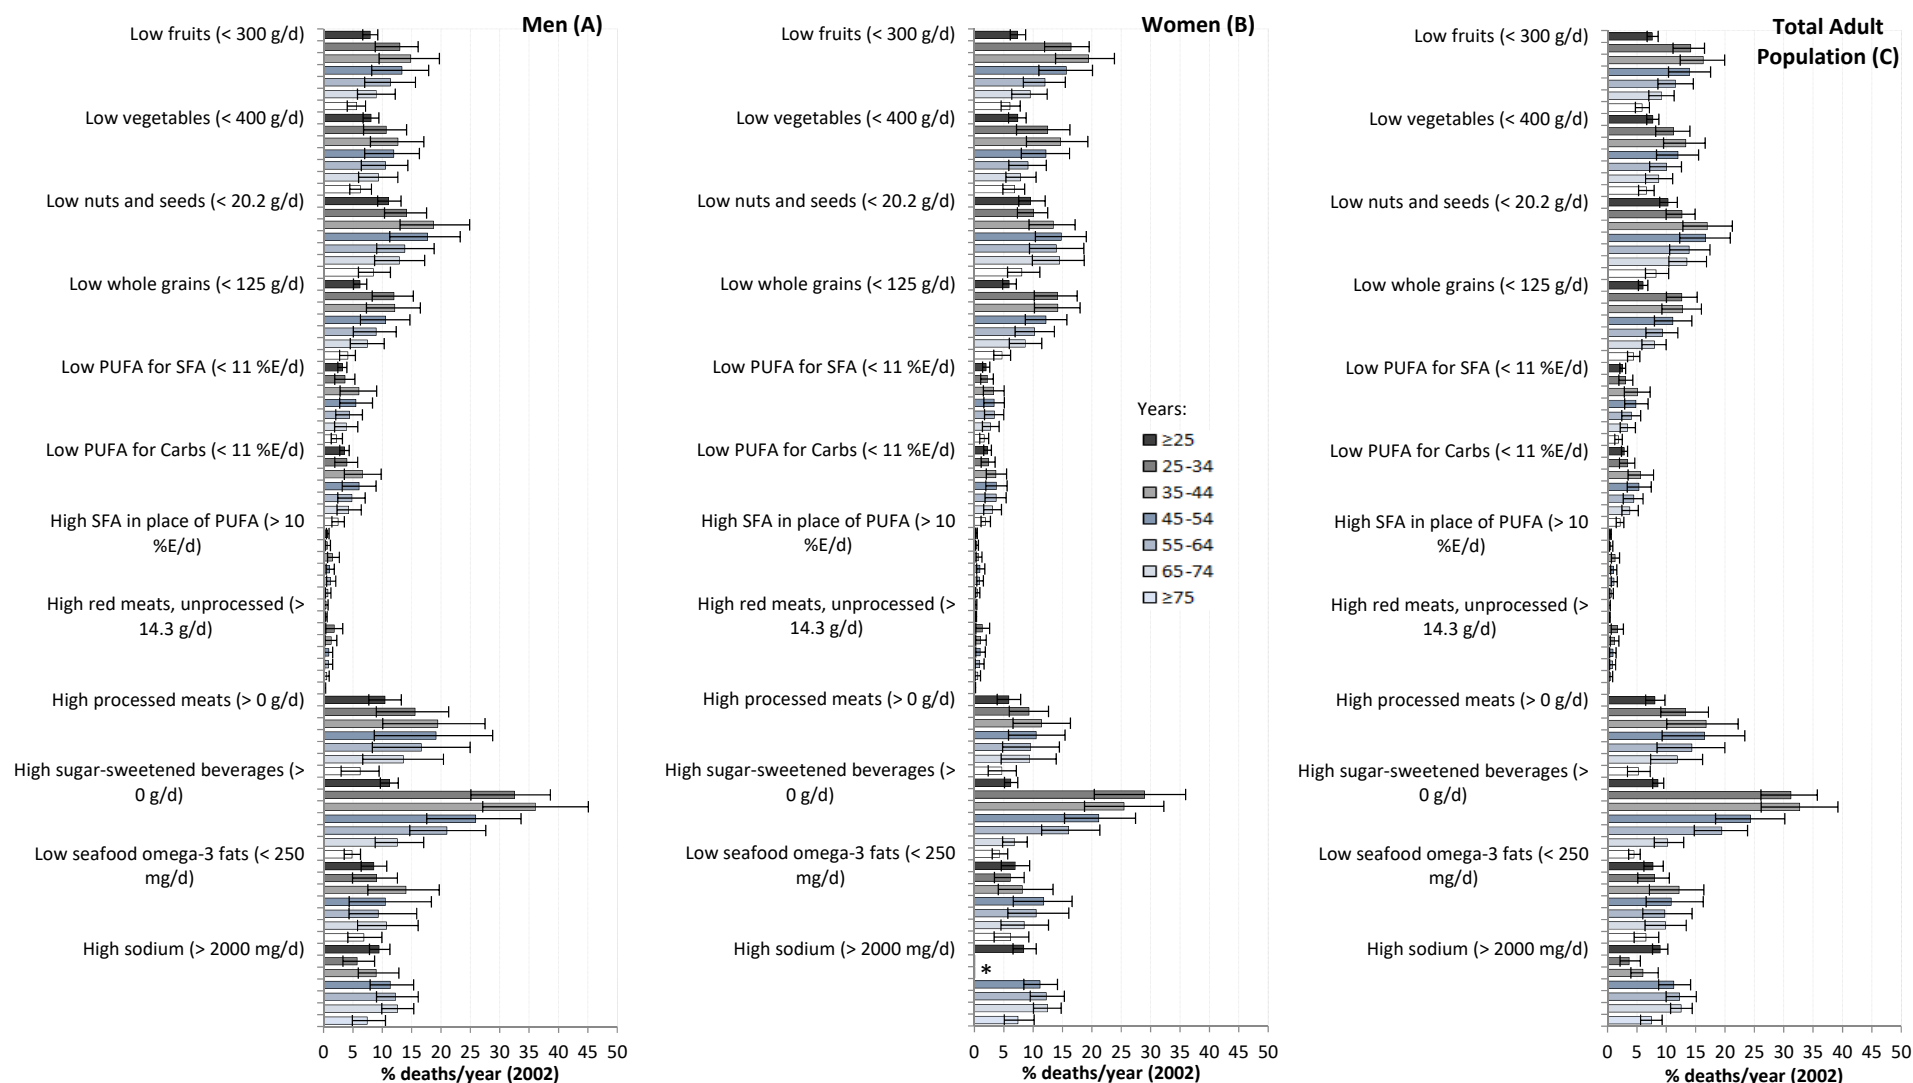 Men (A)
Low fruits (< 300 g/d)
Low vegetables (< 400 g/d)
Low nuts and seeds (< 20.2 g/d)
Low whole grains (< 125 g/d)
Low PUFA for SFA (< 11 %E/d)
Low PUFA for Carbs (< 11 %E/d)
High SFA in place of PUFA (> 10
%E/d)
High red meats, unprocessed (>
14.3 g/d)
High processed meats (> 0 g/d)
High sugar-sweetened beverages (>
0 g/d)
Low seafood omega-3 fats (< 250
mg/d)
High sodium (> 2000 mg/d)
0 5 10 15 20 25 30 35 40 45 50
% deaths/year (2002)
Women (B)
Low fruits (< 300 g/d)
Low vegetables (< 400 g/d)
Low nuts and seeds (< 20.2 g/d)
Low whole grains (< 125 g/d)
Low PUFA for SFA (< 11 %E/d)
Low PUFA for Carbs (< 11 %E/d)
High SFA in place of PUFA (> 10
%E/d)
High red meats, unprocessed (>
14.3 g/d)
High processed meats (> 0 g/d)
High sugar-sweetened beverages (>
0 g/d)
Low seafood omega-3 fats (< 250
mg/d)
High sodium (> 2000 mg/d)
*
0 5 10 15 20 25 30 35 40 45 50
% deaths/year (2002)
Years:
≥25
25-34
35-44
45-54
55-64
65-74
≥75
Total Adult
Population (C)
Low fruits (< 300 g/d)
Low vegetables (< 400 g/d)
Low nuts and seeds (< 20.2 g/d)
Low whole grains (< 125 g/d)
Low PUFA for SFA (< 11 %E/d)
Low PUFA for Carbs (< 11 %E/d)
High SFA in place of PUFA (> 10
%E/d)
High red meats, unprocessed (>
14.3 g/d)
High processed meats (> 0 g/d)
High sugar-sweetened beverages (>
0 g/d)
Low seafood omega-3 fats (< 250
mg/d)
High sodium (> 2000 mg/d)
0 5 10 15 20 25 30 35 40 45 50
% deaths/year (2002)